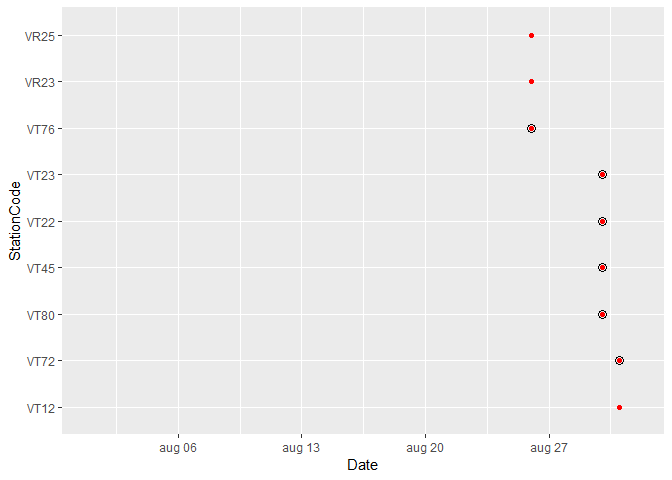 VR25
VR23
VT76
VT23
VT22
VT45
VT80
VT72
VT12
StationCode
aug 06 aug 13 aug 20 aug 27
Date